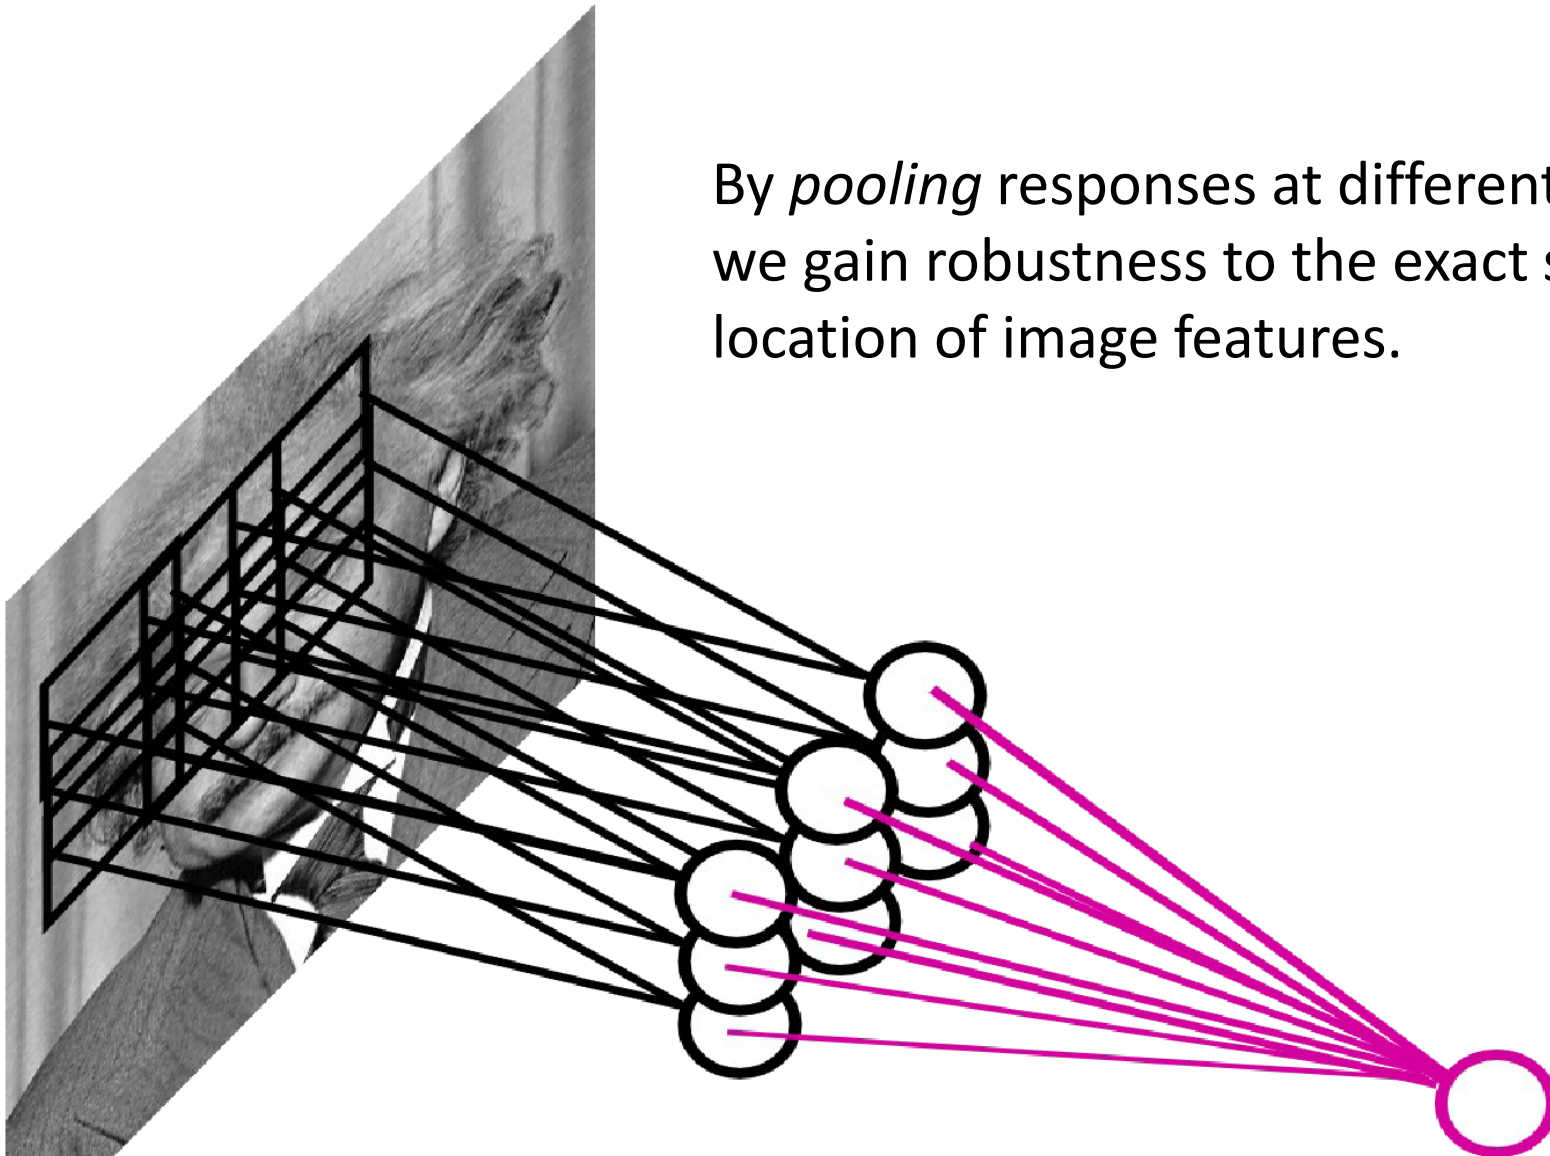 By pooling responses at different
we gain robustness to the exact s
location of image features.